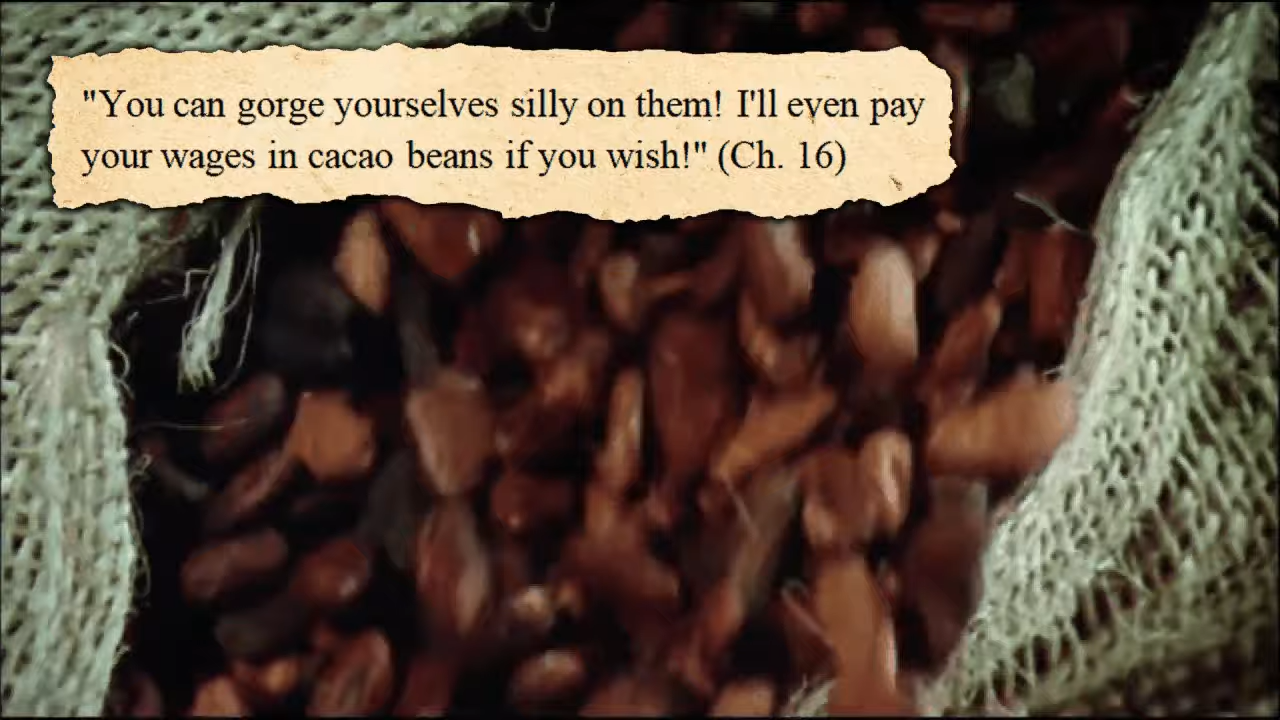 "You can gorge yourselves silly on them! I'll even pay
your wages in cacao beans if you wish!" (Ch. 16)